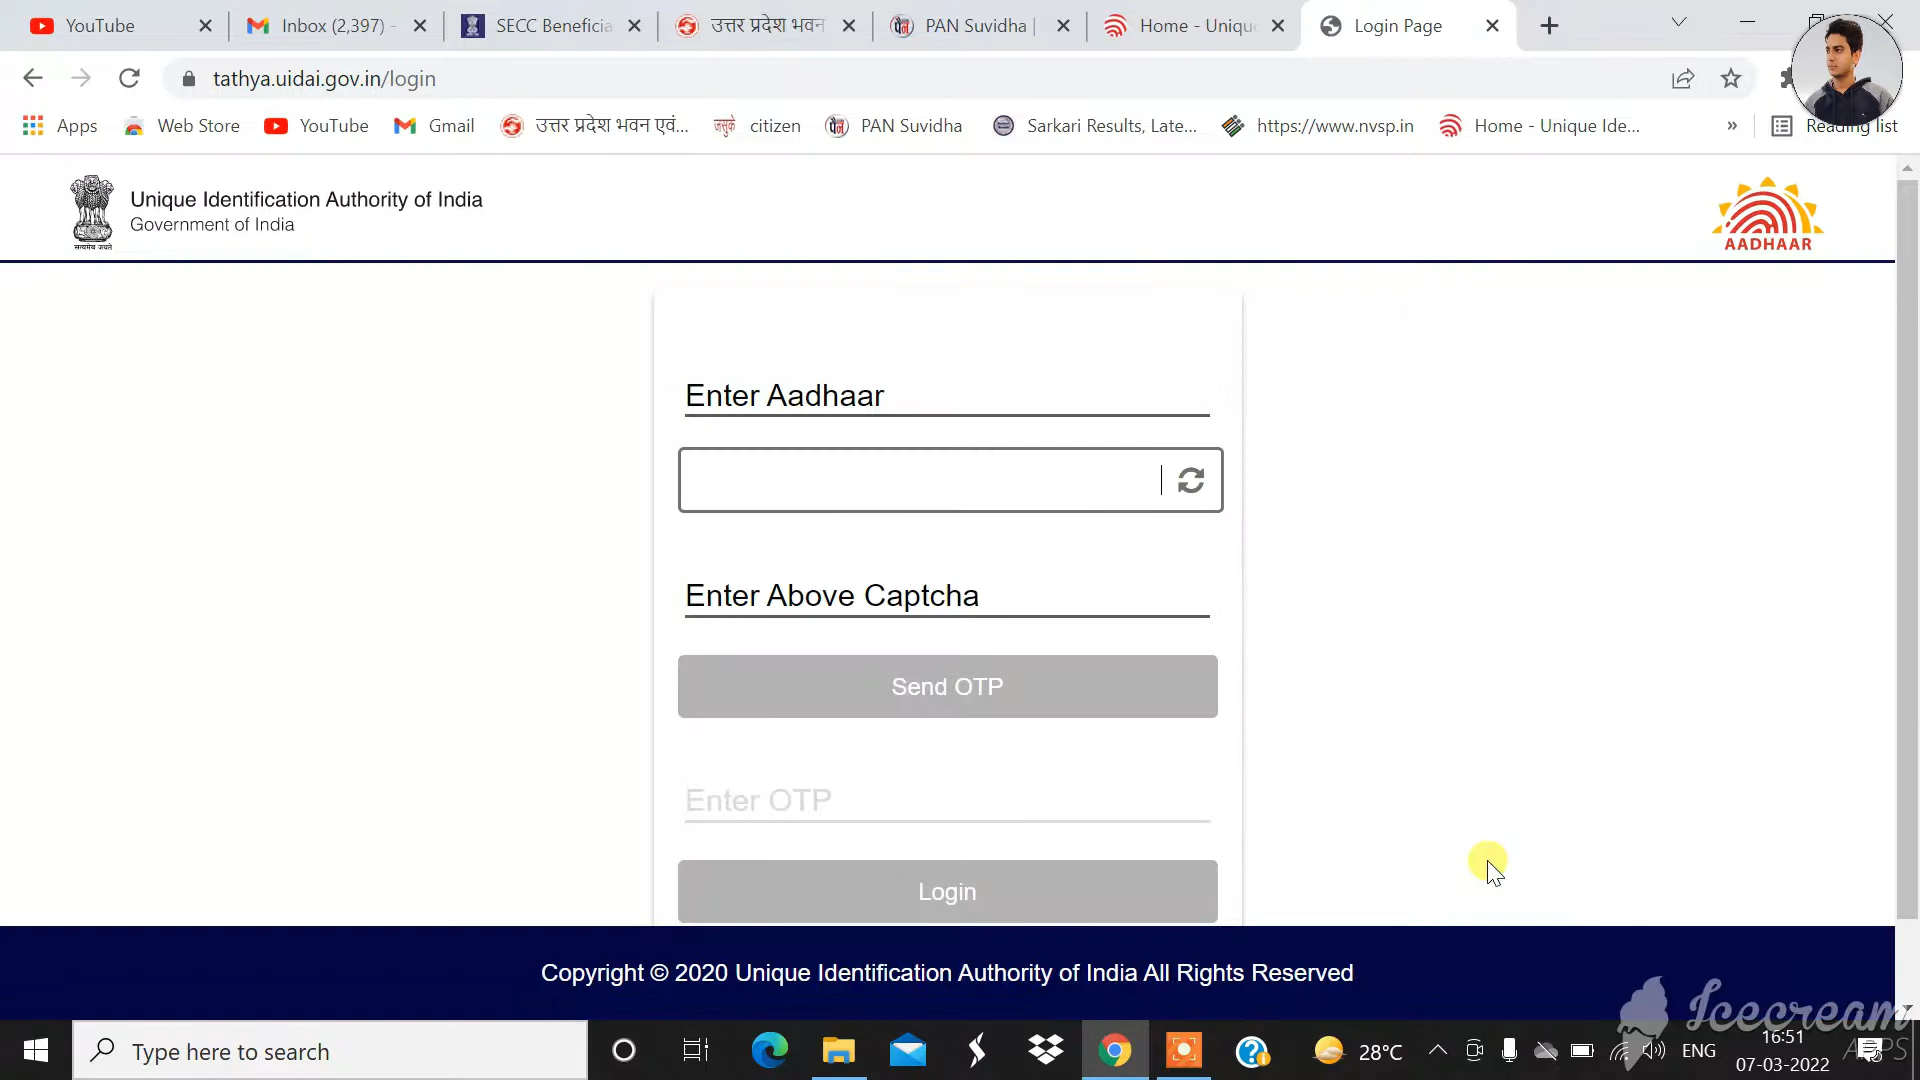 YouTube
Inbox (2,397) -
SECC Beneficia
उत्तर प्रदेश भवन
PAN Suvidha |
Home - Uniqu
Login Page
tathya.uidai.gov.in/login
Apps
Web Store
YouTube
Gmail
उत्तर प्रदेश भवन एवं...
citizen
PAN Suvidha
Sarkari Results, Late...
https://www.nvsp.in
Home - Unique Ide...
»
Reading list
Unique Identification Authority of India
Government of India
सत्यमेव जयते
AADHAAR
Enter Aadhaar
Enter Above Captcha
Send OTP
Enter OTP
Login
Copyright © 2020 Unique Identification Authority of India All Rights Reserved
Icecream
APPS
Type here to search
28°C
ENG
16:51
07-03-2022